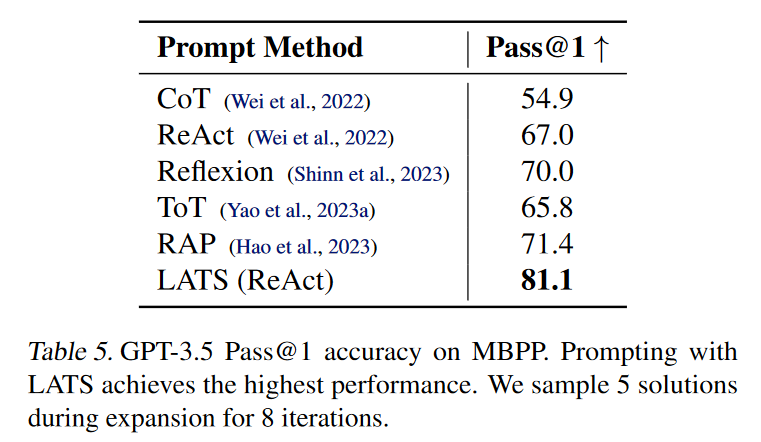 Prompt Method Pass@1 ↑
CoT (Wei et al., 2022) 54.9
ReAct (Wei et al., 2022) 67.0
Reflexion (Shinn et al., 2023) 70.0
ToT (Yao et al., 2023a) 65.8
RAP (Hao et al., 2023) 71.4
LATS (ReAct) 81.1
Table 5. GPT-3.5 Pass@1 accuracy on MBPP. Prompting with
LATS achieves the highest performance. We sample 5 solutions
during expansion for 8 iterations.